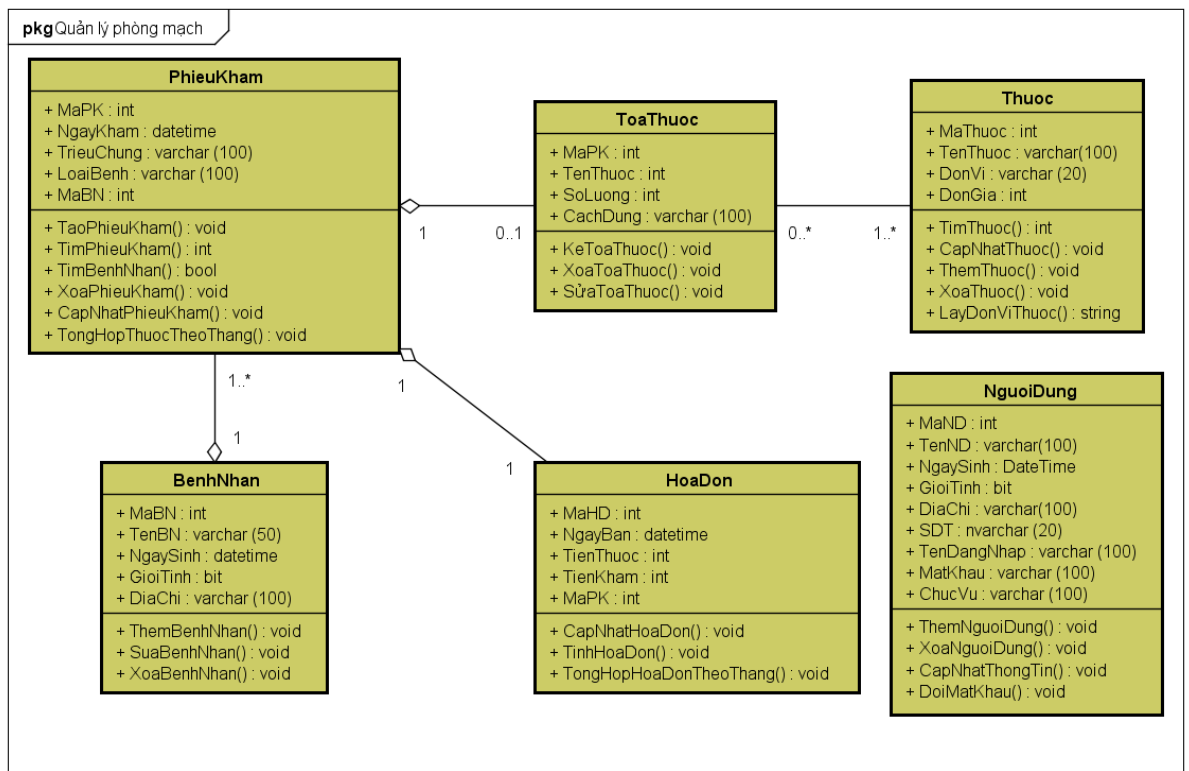 pkg Quản lý phòng mạch
PhieuKham
+ MaPK : int
+ NgayKham : datetime
+ TrieuChung : varchar (100)
+ LoaiBenh : varchar (100)
+ MaBN : int
+ TaoPhieuKham() : void
+ TimPhieuKham() : int
+ TimBenhNhan() : bool
+ XoaPhieuKham() : void
+ CapNhatPhieuKham() : void
+ TongHopThuocTheoThang() : void
1
0..1
ToaThuoc
+ MaPK : int
+ TenThuoc : int
+ SoLuong : int
+ CachDung : varchar (100)
+ KeToaThuoc() : void
+ XoaToaThuoc() : void
+ SửaToaThuoc() : void
0..*
1..*
Thuoc
+ MaThuoc : int
+ TenThuoc : varchar(100)
+ DonVi : varchar (20)
+ DonGia : int
+ TimThuoc() : int
+ CapNhatThuoc() : void
+ ThemThuoc() : void
+ XoaThuoc() : void
+ LayDonViThuoc() : string
1..*
1
1
1
BenhNhan
+ MaBN : int
+ TenBN : varchar (50)
+ NgaySinh : datetime
+ GioiTinh : bit
+ DiaChi : varchar (100)
+ ThemBenhNhan() : void
+ SuaBenhNhan() : void
+ XoaBenhNhan() : void
HoaDon
+ MaHD : int
+ NgayBan : datetime
+ TienThuoc : int
+ TienKham : int
+ MaPK : int
+ CapNhatHoaDon() : void
+ TinhHoaDon() : void
+ TongHopHoaDonTheoThang() : void
NguoiDung
+ MaND : int
+ TenND : varchar(100)
+ NgaySinh : DateTime
+ GioiTinh : bit
+ DiaChi : varchar(100)
+ SDT : nvarchar (20)
+ TenDangNhap : varchar (100)
+ MatKhau : varchar (100)
+ ChucVu : varchar (100)
+ ThemNguoiDung() : void
+ XoaNguoiDung() : void
+ CapNhatThongTin() : void
+ DoiMatKhau() : void